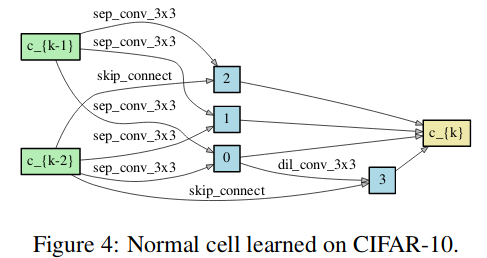 sep_conv_3x3
c_{k-1}
sep_conv_3x3
skip_connect
2
sep_conv_3x3
1
c_{k}
sep_conv_3x3
0
c_{k-2}
sep_conv_3x3
dil_conv_3x3
3
skip_connect
Figure 4: Normal cell learned on CIFAR-10.